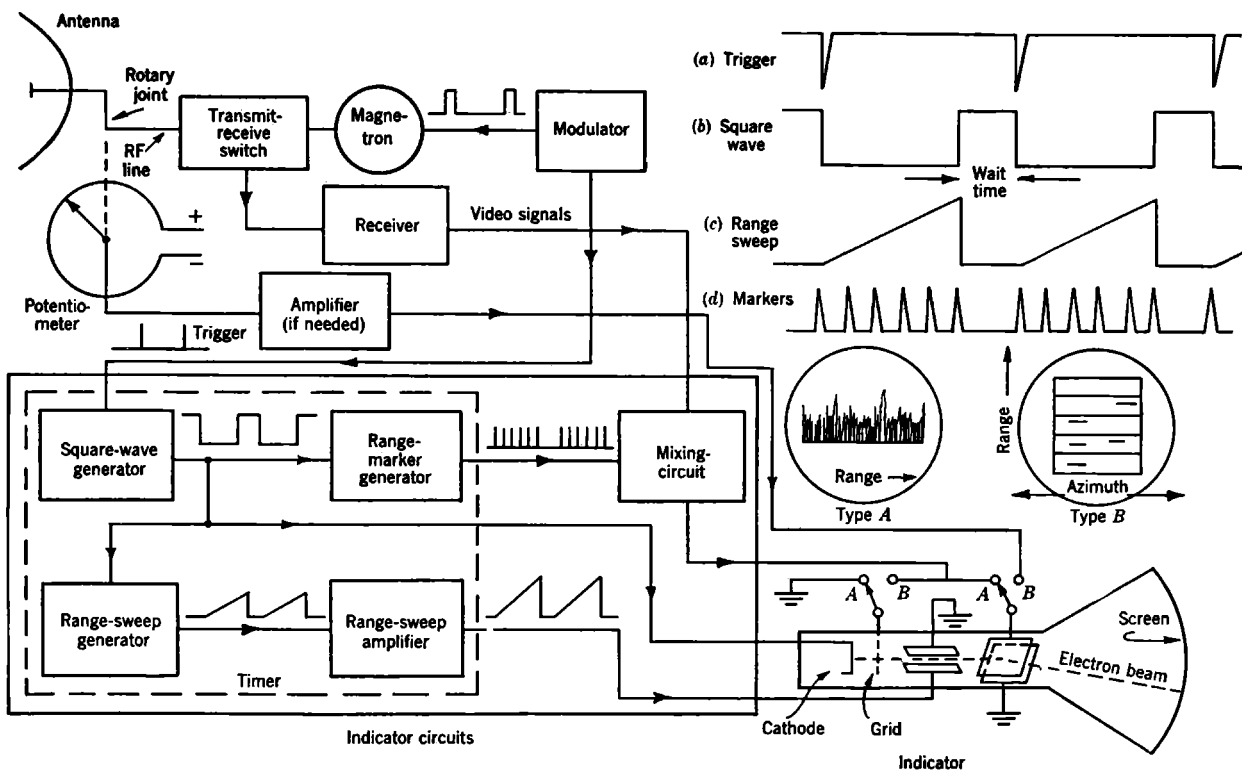 Antenna
Rotary
joint
RF
line
Transmit-
receive
switch
Magne-
tron
Modulator
Receiver
Video signals
+
−
Potentio-
meter
Amplifier
(if needed)
Trigger
Square-wave
generator
Range-
marker
generator
Mixing-
circuit
Range-sweep
generator
Range-sweep
amplifier
Timer
Indicator circuits
(a) Trigger
(b) Square
wave
Wait
time
(c) Range
sweep
(d) Markers
Range
Type A
Range
Azimuth
Type B
A
B
A
B
Screen
Electron beam
Cathode
Grid
Indicator